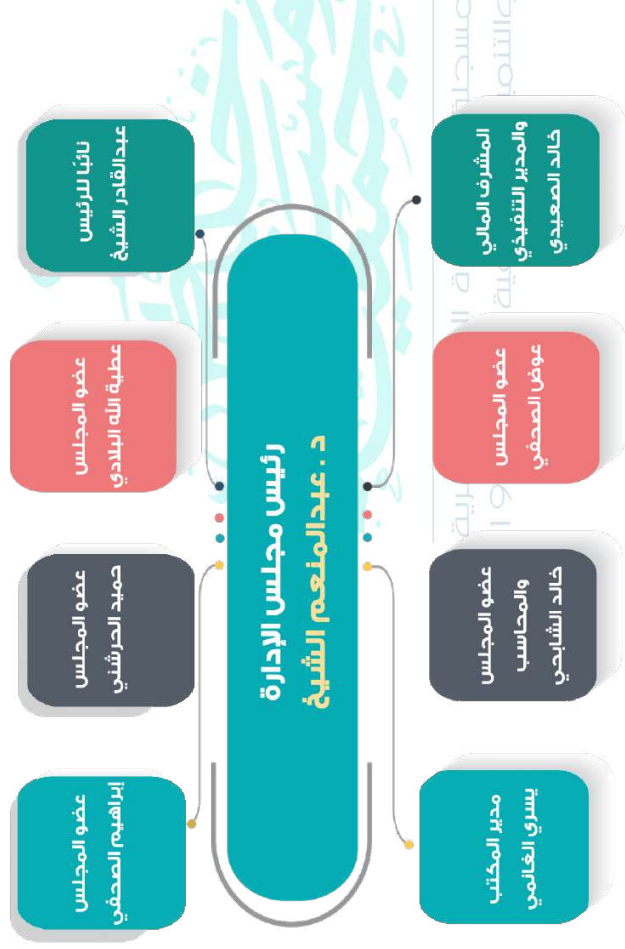 رئيس مجلس الإدارة
د. عبدالمنعم الشيخ
نائبًا للرئيس
عبدالقادر الشيخ
عضو المجلس
عطية الله البلادي
عضو المجلس
حميد الحرشني
عضو المجلس
إبراهيم الصحفي
المشرف المالي
والمدير التنفيذي
خالد الصعيدي
عضو المجلس
عوض الصحفي
عضو المجلس
والمحاسب
خالد الشابحي
مدير المكتب
يسري الغانمي